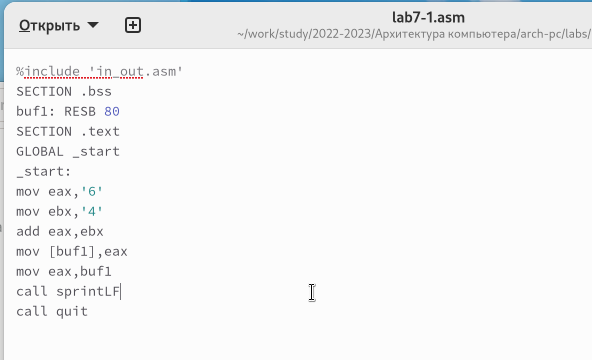 Открыть
lab7-1.asm
~/work/study/2022-2023/Архитектура компьютера/arch-pc/labs/
%include 'in_out.asm'
SECTION .bss
buf1: RESB 80
SECTION .text
GLOBAL _start
_start:
mov eax,'6'
mov ebx,'4'
add eax,ebx
mov [buf1],eax
mov eax,buf1
call sprintLF
call quit